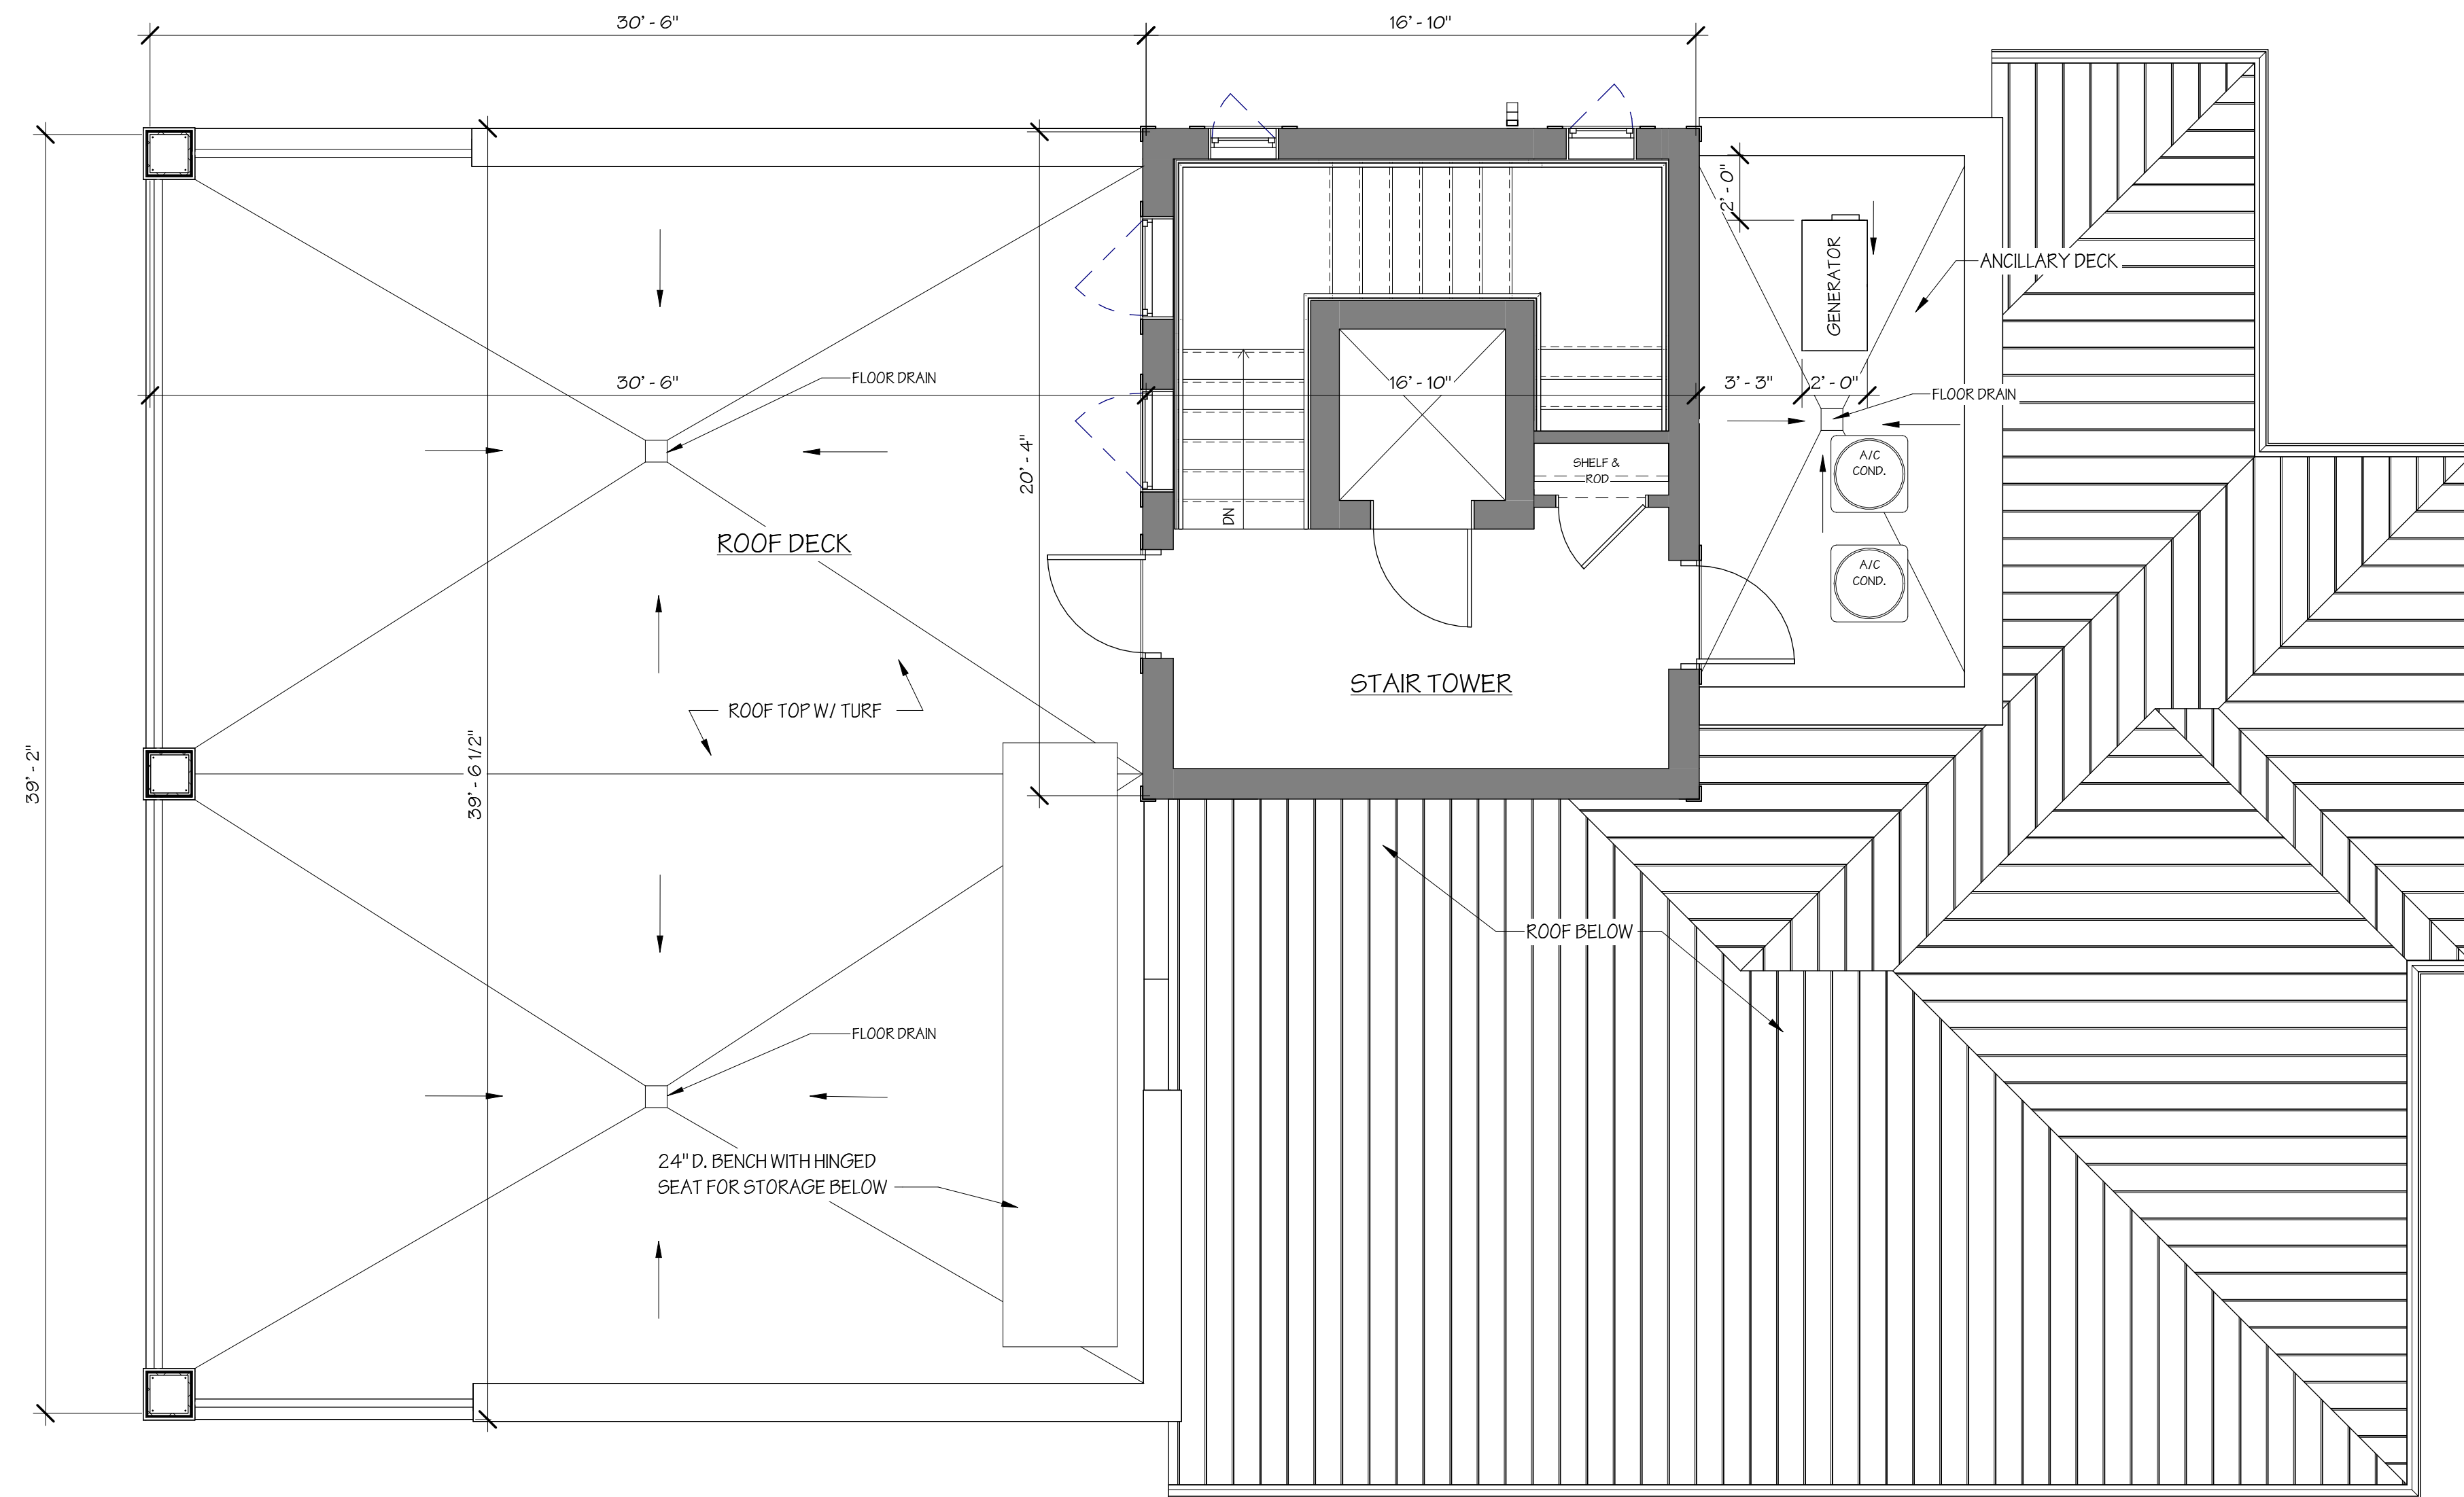 30' - 6"
16' - 10"
2' - 0"
GENERATOR
ANCILLARY DECK
30' - 6"
FLOOR DRAIN
16' - 10"
3' - 3"
2' - 0"
FLOOR DRAIN
20' - 4"
SHELF &
ROD
A/C
COND.
DN
ROOF DECK
A/C
COND.
STAIR TOWER
ROOF TOP W/ TURF
39' - 2"
39' - 6 1/2"
ROOF BELOW
FLOOR DRAIN
24" D. BENCH WITH HINGED
SEAT FOR STORAGE BELOW